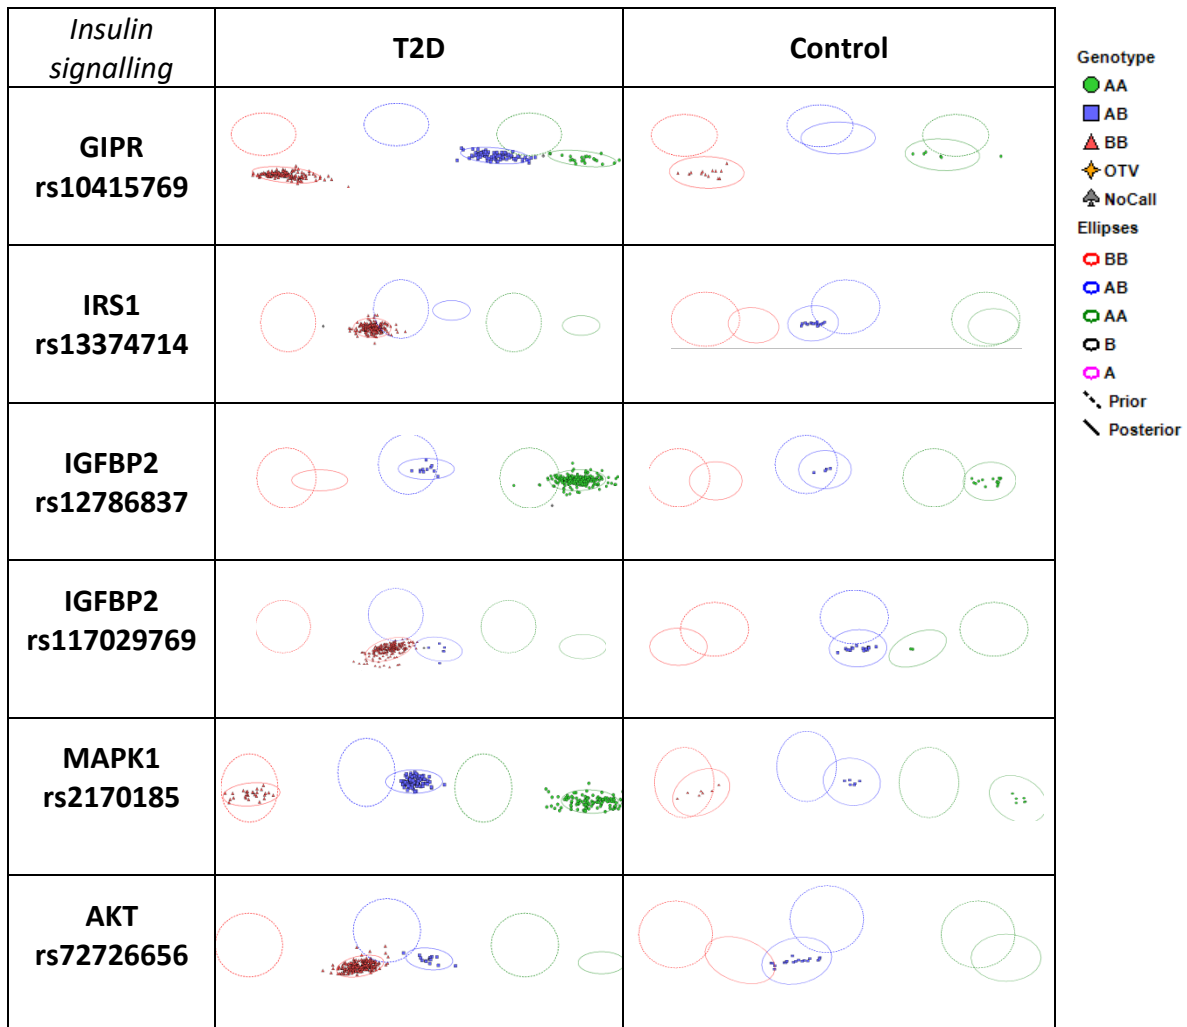 Insulin
signalling
T2D
Control
GIPR
rs10415769
IRS1
rs13374714
IGFBP2
rs12786837
IGFBP2
rs117029769
MAPK1
rs2170185
AKT
rs72726656
Genotype
AA
AB
BB
OTV
NoCall
Ellipses
BB
AB
AA
B
A
Prior
Posterior